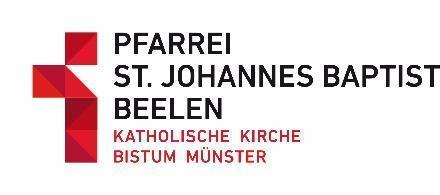 PFARREI
ST. JOHANNES BAPTIST
BEELEN
KATHOLISCHE KIRCHE
BISTUM MÜNSTER